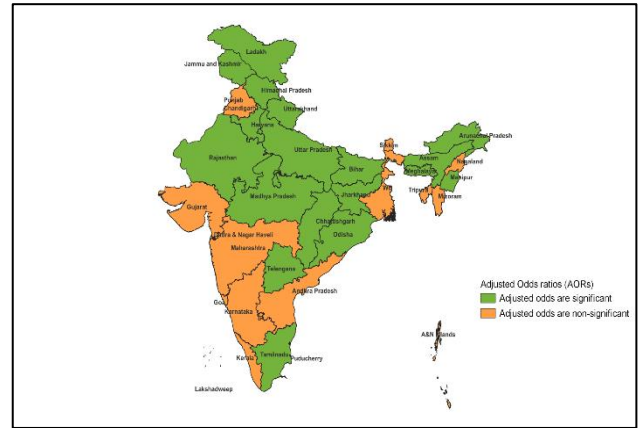 Ladakh
Jammu and Kashmir
Himachal Pradesh
Punjab
Chandigarh
Uttarakhand
Haryana
Arunachal Pradesh
Sikkim
Uttar Pradesh
Assam
Nagaland
Rajasthan
Bihar
Meghalaya
Manipur
Jharkhand
WB
Tripura
Mizoram
Gujarat
Madhya Pradesh
Chhattisgarh
Odisha
Dadra & Nagar Haveli
Maharashtra
Telangana
Adjusted Odds ratios (AORs)
Adjusted odds are significant
Adjusted odds are non-significant
Andhra Pradesh
Goa
Karnataka
A&N Islands
Kerala
Tamilnadu
Puducherry
Lakshadweep